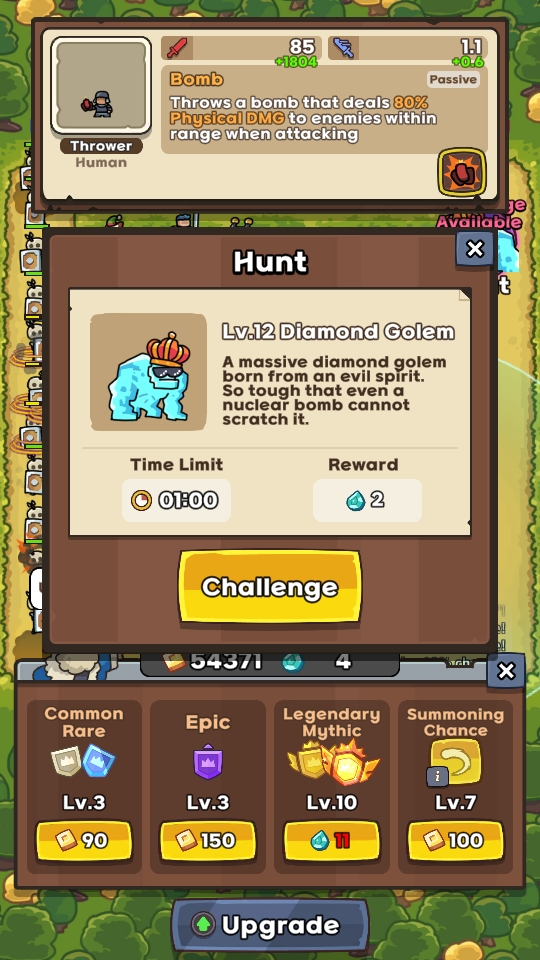 85
+1804
1.1
+0.6
Bomb
Passive
Throws a bomb that deals 80%
Physical DMG to enemies within
range when attacking
Thrower
Human
Available
Hunt
Lv.12 Diamond Golem
A massive diamond golem
born from an evil spirit.
So tough that even a
nuclear bomb cannot
scratch it.
Time Limit
Reward
01:00
2
Challenge
54371
4
Common
Rare
Epic
Legendary
Mythic
Summoning
Chance
i
Lv.3
Lv.3
Lv.10
Lv.7
90
150
11
100
Upgrade